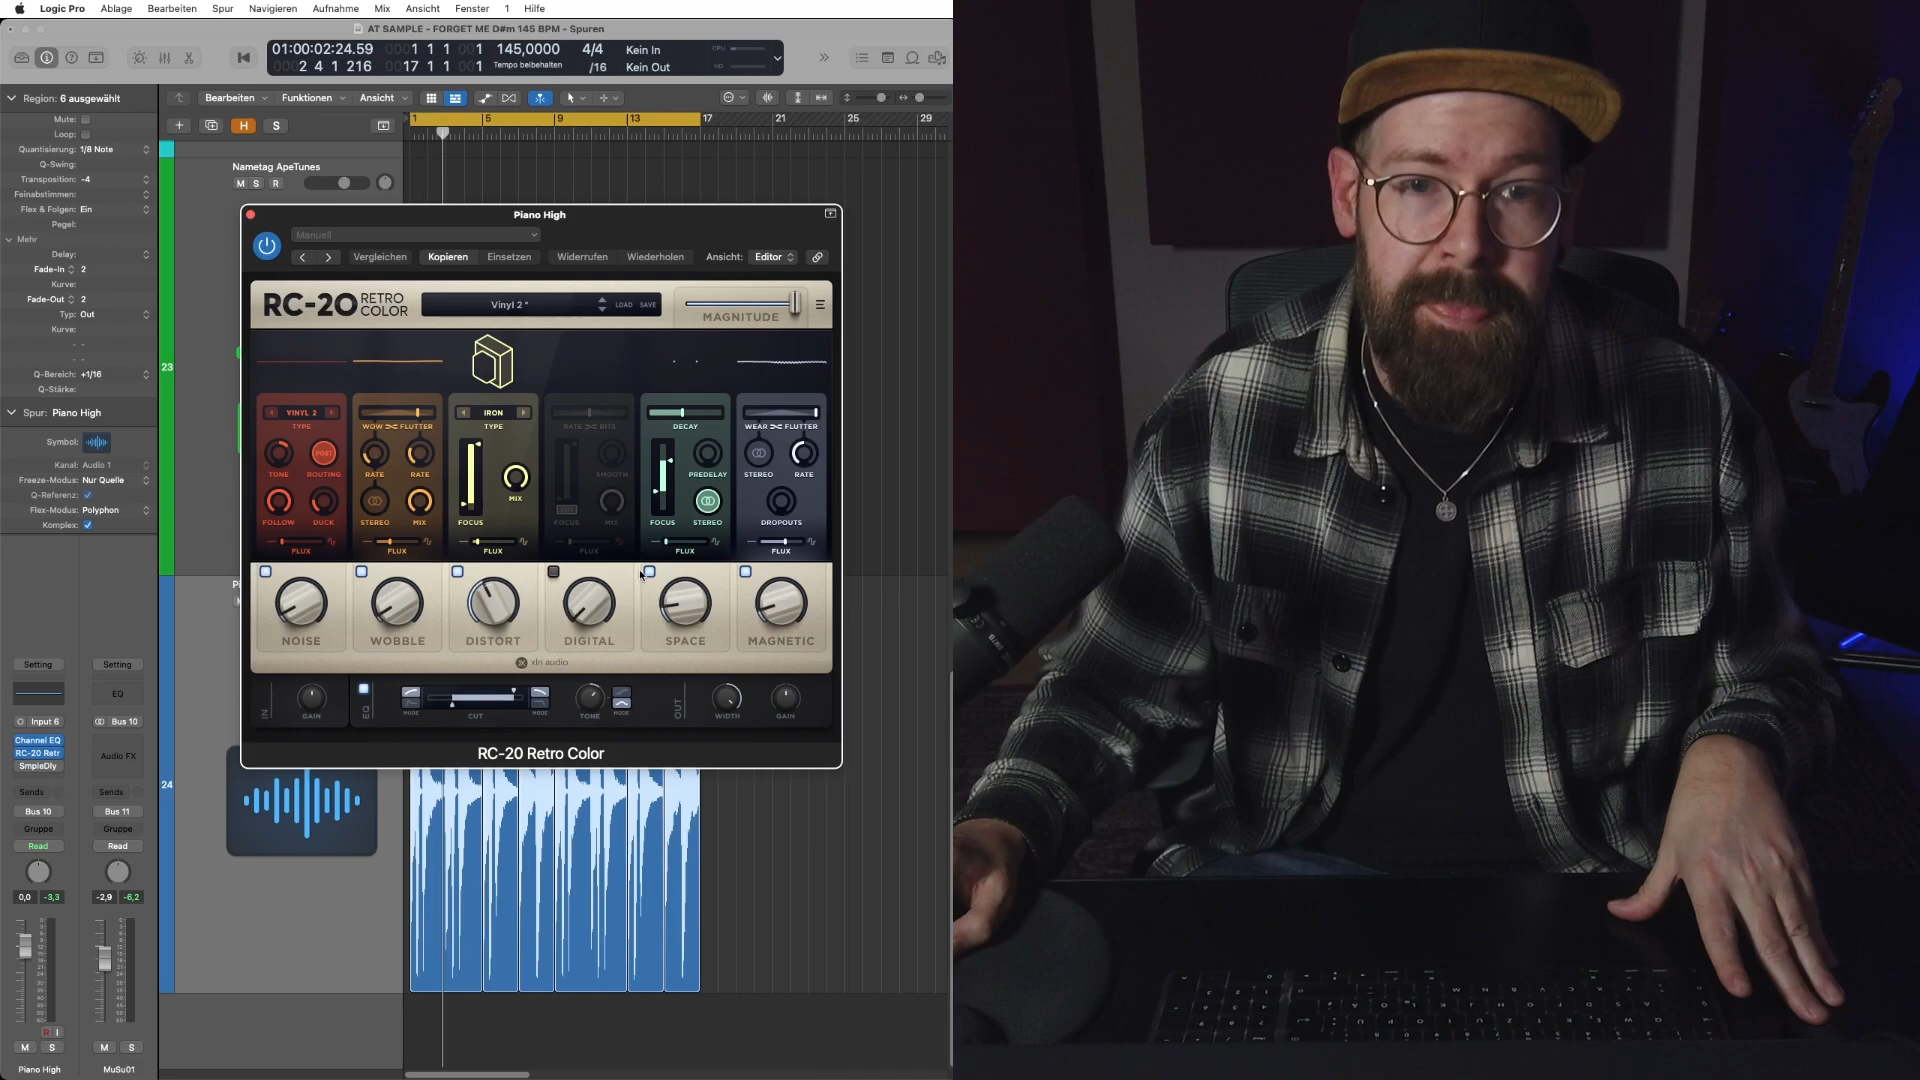 Logic Pro Ablage Bearbeiten Spur Navigieren Aufnahme Mix Ansicht Fenster 1 Hilfe
AT SAMPLE - FORGET ME D#m 145 BPM - Spuren
01:00:02:24.59 0001 1 1 001 145,0000 4/4 Kein In
0002 4 1 216 0017 1 1 001 Tempo beibehalten /16 Kein Out
CPU
HD
Region: 6 ausgewählt
Mute:
Loop:
Quantisierung: 1/8 Note
Q-Swing:
Transposition: -4
Feinabstimmen:
Flex & Folgen: Ein
Pegel:
Mehr
Delay:
Fade-In 2
Kurve:
Fade-Out 2
Typ: Out
Kurve:
Q-Bereich: +1/16
Q-Stärke:
Spur: Piano High
Symbol:
Kanal: Audio 1
Freeze-Modus: Nur Quelle
Q-Referenz:
Flex-Modus: Polyphon
Komplex:
Setting Setting
EQ
Input 6 Bus 10
Channel EQ
RC-20 Retr
SmpleDly
Audio FX
Sends Sends
Bus 10 Bus 11
Gruppe Gruppe
Read Read
0,0 -3,3 -2,9 -6,2
R I
M S M S
Piano High MuSu01
Bearbeiten Funktionen Ansicht
H S
1 5 9 13 17 21 25 29
Nametag ApeTunes
M S R
23
24
Piano High
Manuell
Vergleichen Kopieren Einsetzen Widerrufen Wiederholen Ansicht: Editor
RC-20 RETRO COLOR
Vinyl 2 *
LOAD SAVE
MAGNITUDE
VINYL 2
TYPE
TONE ROUTING
POST
FOLLOW DUCK
FLUX
WOW FLUTTER
RATE RATE
STEREO MIX
FLUX
IRON
TYPE
MIX
FOCUS
FLUX
RATE BITS
SMOOTH
FOCUS MIX
FLUX
DECAY
PREDELAY
FOCUS STEREO
FLUX
WEAR FLUTTER
STEREO RATE
DROPOUTS
FLUX
NOISE WOBBLE DISTORT DIGITAL SPACE MAGNETIC
xln audio
IN GAIN EQ MODE CUT MODE TONE MODE OUT WIDTH GAIN
RC-20 Retro Color